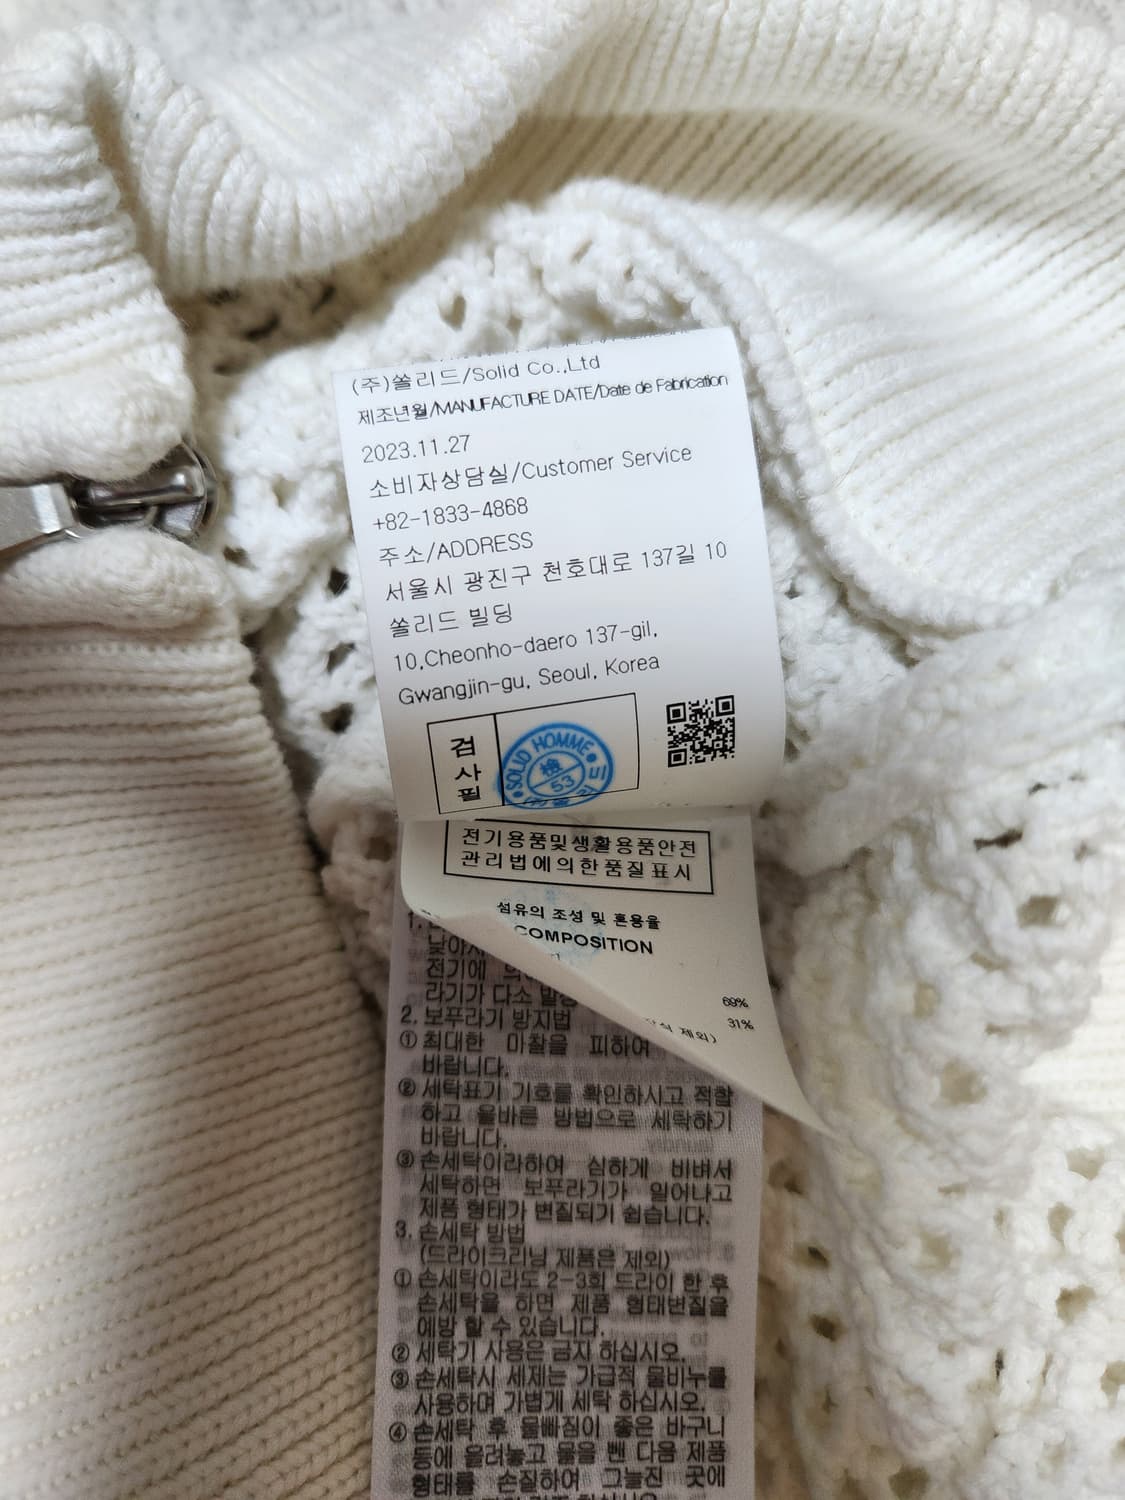 (주)쏠리드/Solid Co.,Ltd
제조년월/MANUFACTURE DATE/Date de Fabrication
2023.11.27
소비자상담실/Customer Service
+82-1833-4868
주소/ADDRESS
서울시 광진구 천호대로 137길 10
쏠리드 빌딩
10,Cheonho-daero 137-gil,
Gwangjin-gu, Seoul, Korea
검사필
SOLID HOMME
檢
53
전기용품및생활용품안전
관리법에의한품질표시
섬유의 조성 및 혼용율
COMPOSITION
69%
31%
제외)
1.
전기에
라기가 다소 발생
2. 보푸라기 방지법
① 최대한 마찰을 피하여
바랍니다.
② 세탁표기 기호를 확인하시고 적합
하고 올바른 방법으로 세탁하기
바랍니다.
③ 손세탁이라하여 심하게 비벼서
세탁하면 보푸라기가 일어나고
제품 형태가 변질되기 쉽습니다.
3. 손세탁 방법
(드라이크리닝 제품은 제외)
① 손세탁이라도 2-3회 드라이 한 후
손세탁을 하면 제품 형태변질을
예방 할 수 있습니다.
② 세탁기 사용은 금지 하십시오.
③ 손세탁시 세제는 가급적 물비누를
사용하며 가볍게 세탁 하십시오.
④ 손세탁 후 물빠짐이 좋은 바구니
등에 올려놓고 물을 뺀 다음 제품
형태를 손질하여 그늘진 곳에